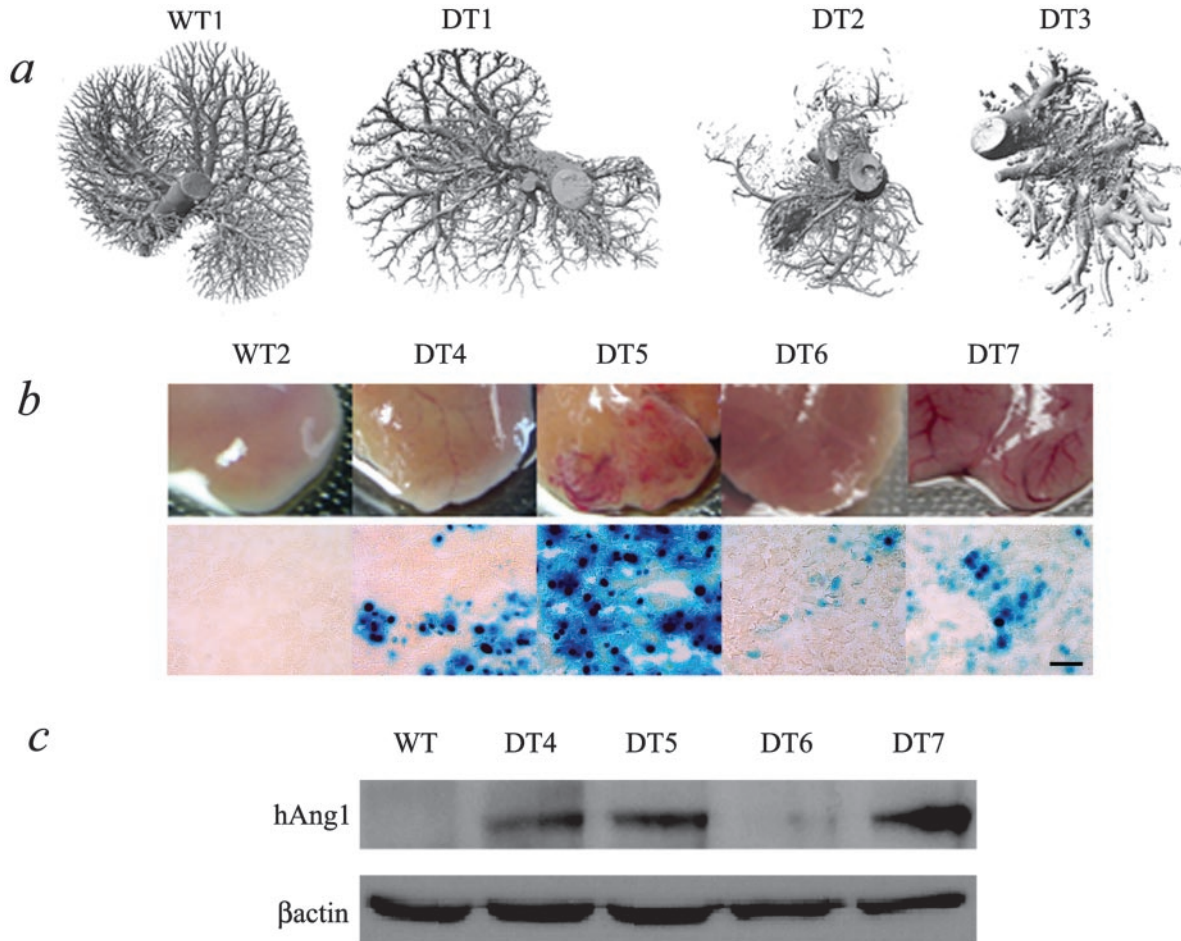 WT1 DT1 DT2 DT3
a
WT2 DT4 DT5 DT6 DT7
b
c
WT DT4 DT5 DT6 DT7
hAng1
βactin